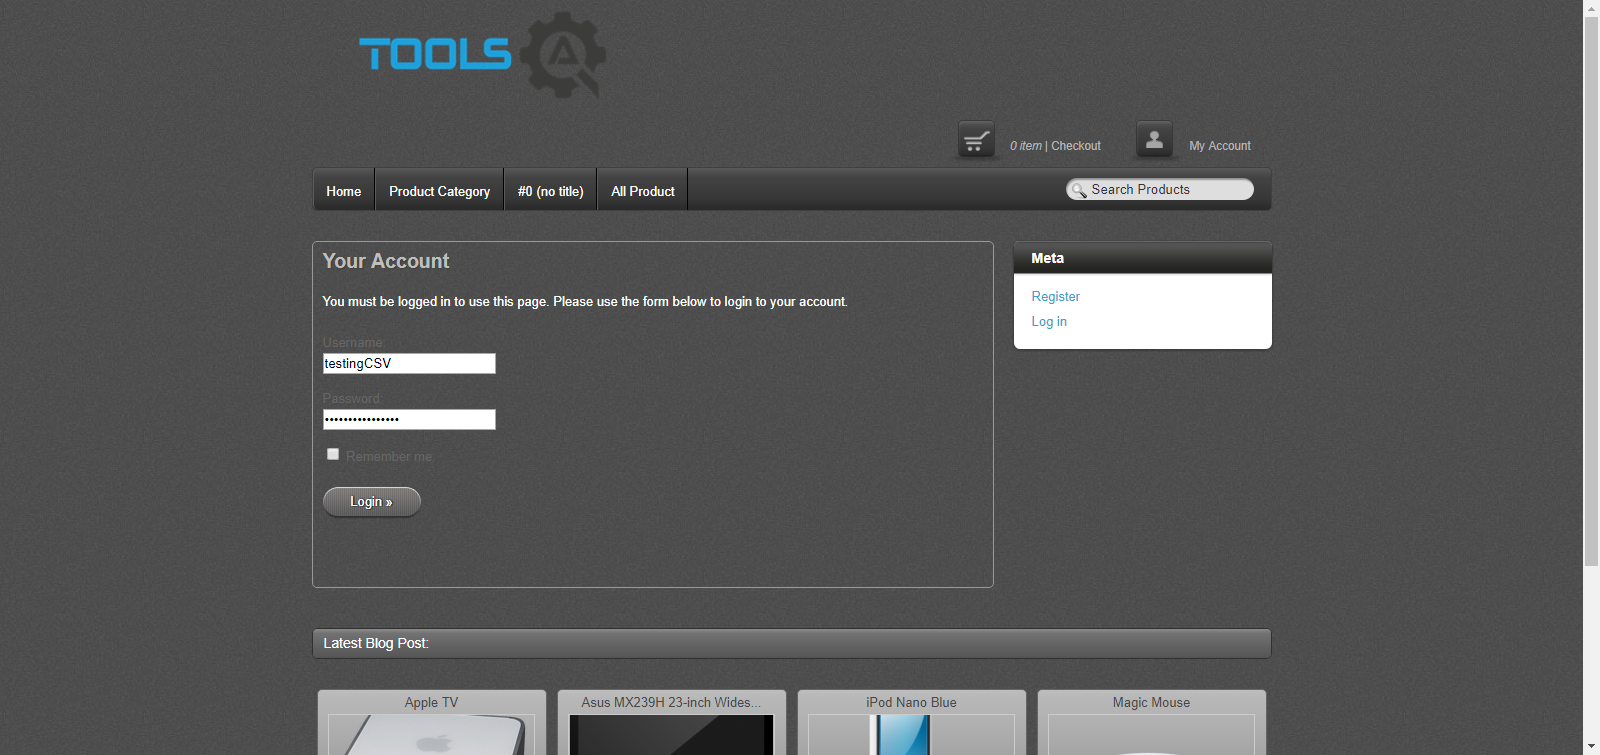 TOOLS
0 item | Checkout
My Account
Home
Product Category
#0 (no title)
All Product
Search Products
Your Account
You must be logged in to use this page. Please use the form below to login to your account.
Username:
testingCSV
Password:
••••••••••••••••
Remember me
Login »
Meta
Register
Log in
Latest Blog Post:
Apple TV
Asus MX239H 23-inch Wides...
iPod Nano Blue
Magic Mouse